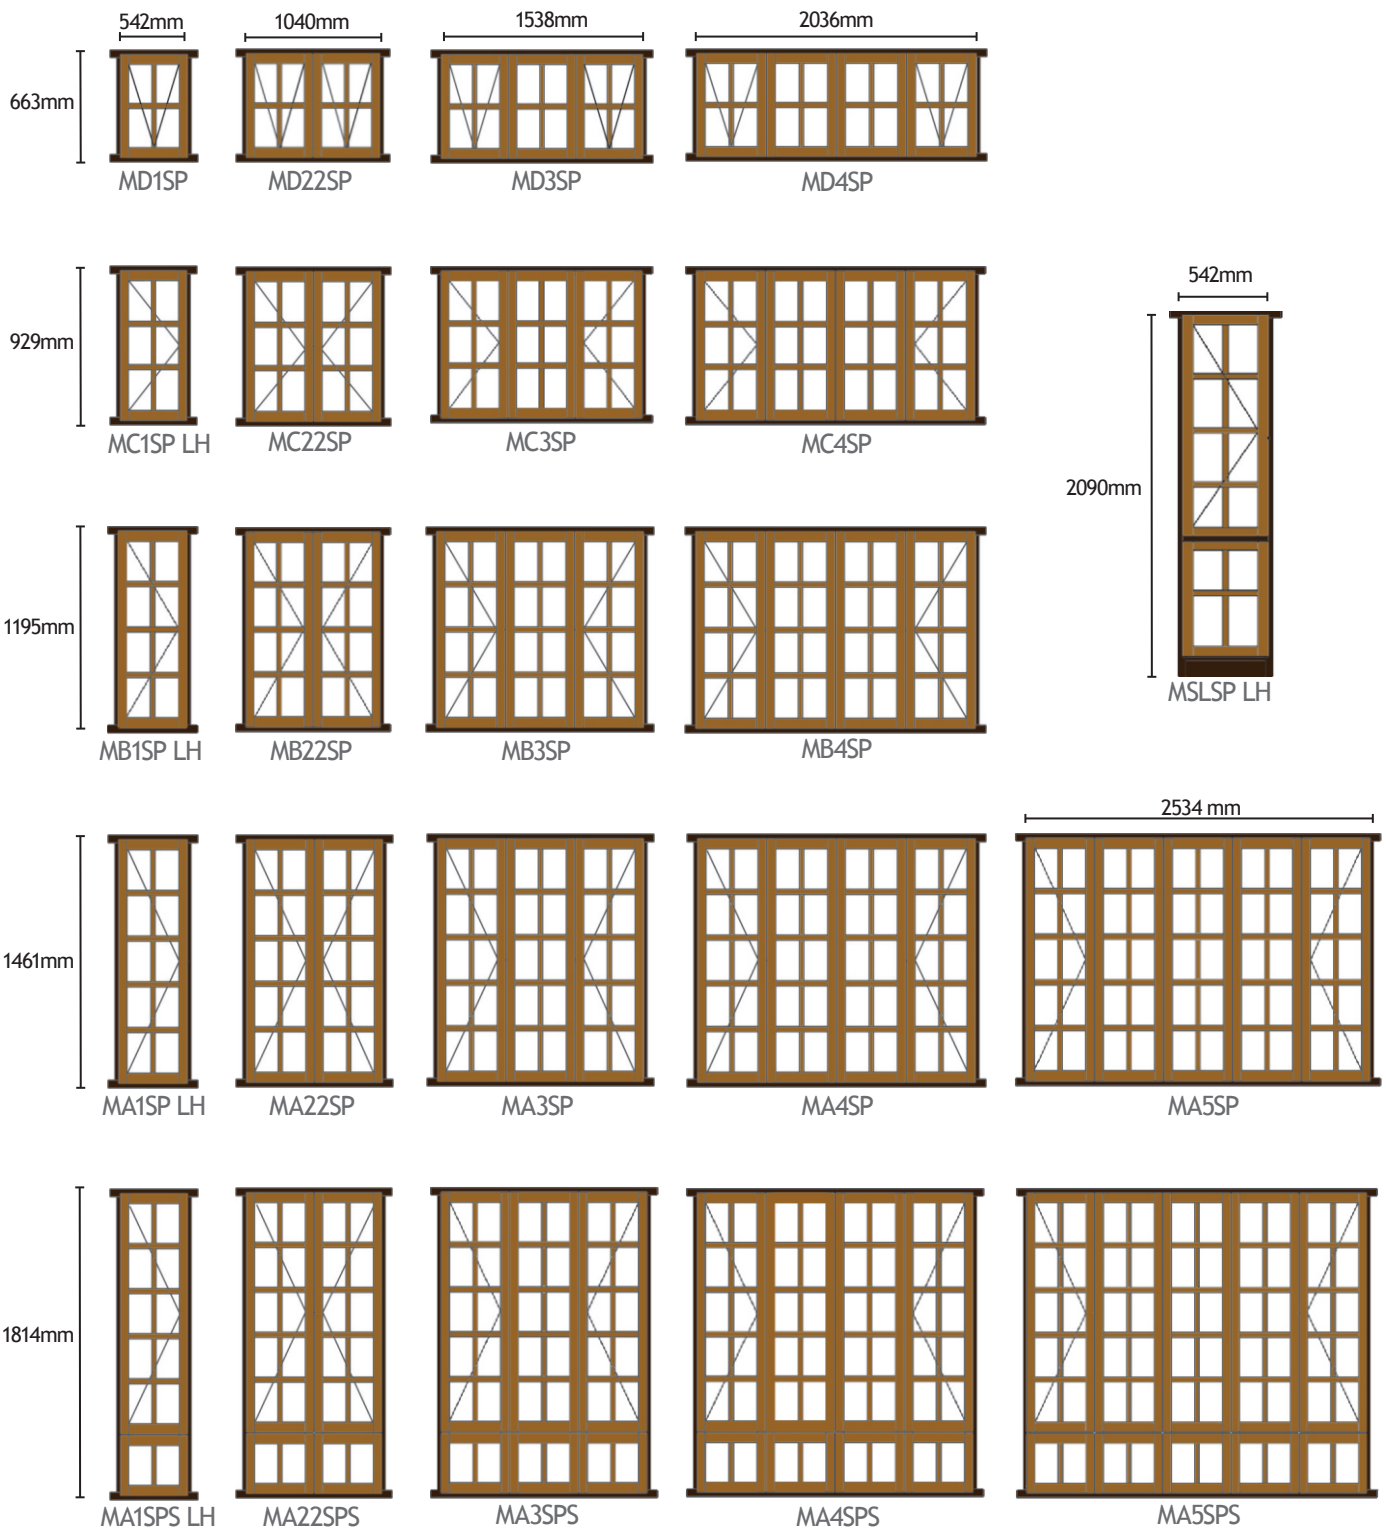 542mm 1040mm 1538mm 2036mm
663mm
MD1SP MD22SP MD3SP MD4SP
929mm
MC1SP LH MC22SP MC3SP MC4SP
542mm
2090mm
MSLSP LH
1195mm
MB1SP LH MB22SP MB3SP MB4SP
2534 mm
1461mm
MA1SP LH MA22SP MA3SP MA4SP MA5SP
1814mm
MA1SPS LH MA22SPS MA3SPS MA4SPS MA5SPS